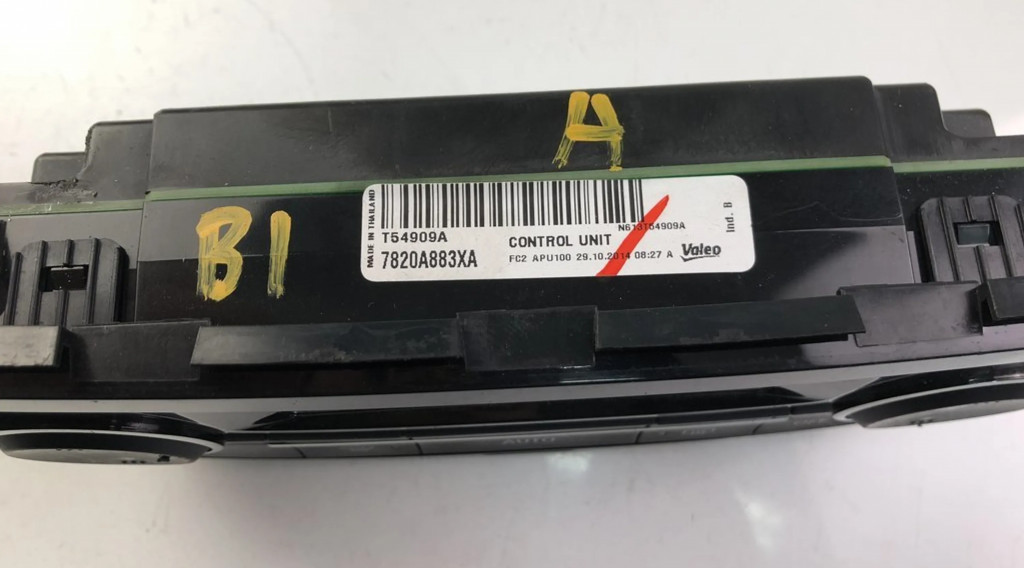 A
B1
MADE IN THAILAND
T54909A
7820A883XA
CONTROL UNIT
N613T54909A
FC2 APU100 29.10.2014 08:27 A
Valeo
Ind. B
AUTO
A